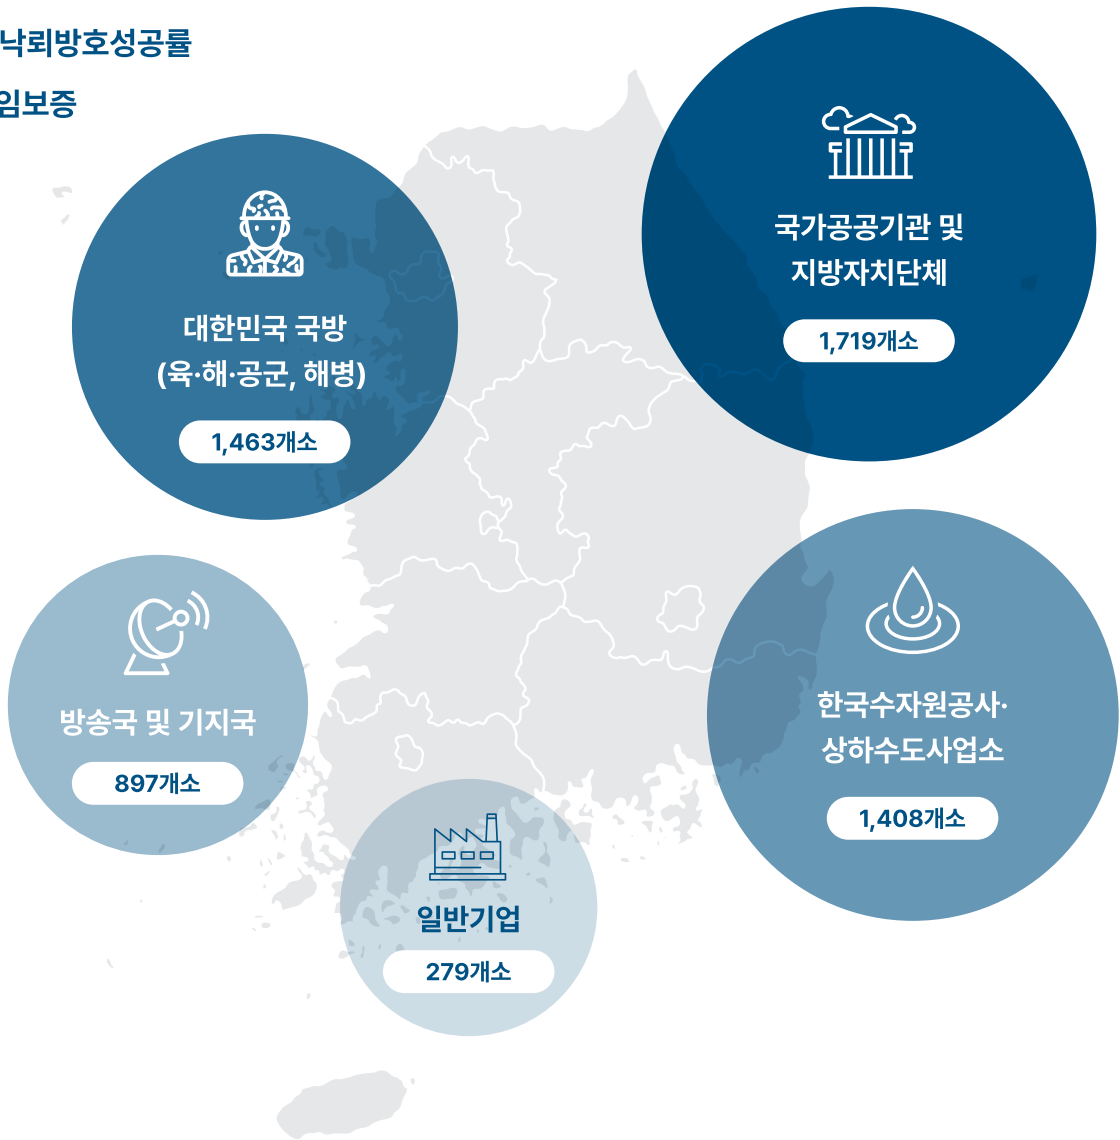 낙뢰방호성공률
임보증
국가공공기관 및
지방자치단체
1,719개소
대한민국 국방
(육·해·공군, 해병)
1,463개소
한국수자원공사·
상하수도사업소
1,408개소
방송국 및 기지국
897개소
일반기업
279개소